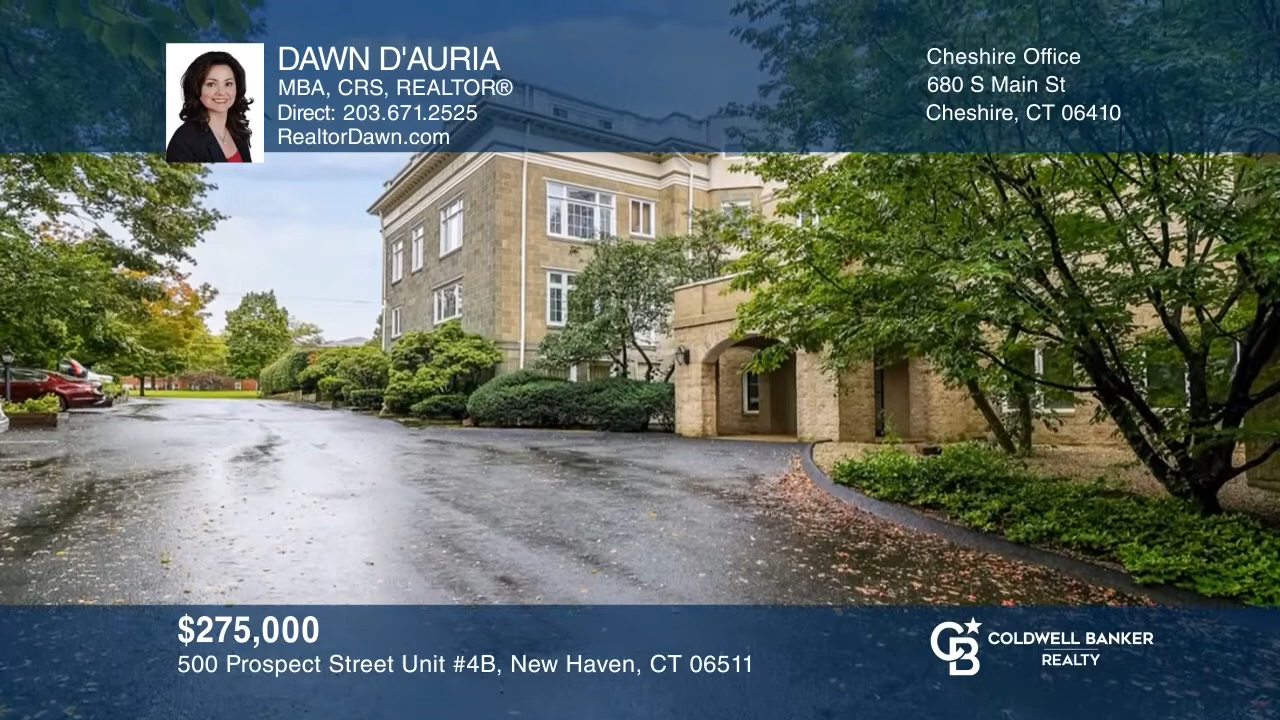 DAWN D'AURIA
MBA, CRS, REALTOR®
Direct: 203.671.2525
RealtorDawn.com
Cheshire Office
680 S Main St
Cheshire, CT 06410
$275,000
500 Prospect Street Unit #4B, New Haven, CT 06511
CB
COLDWELL BANKER
REALTY